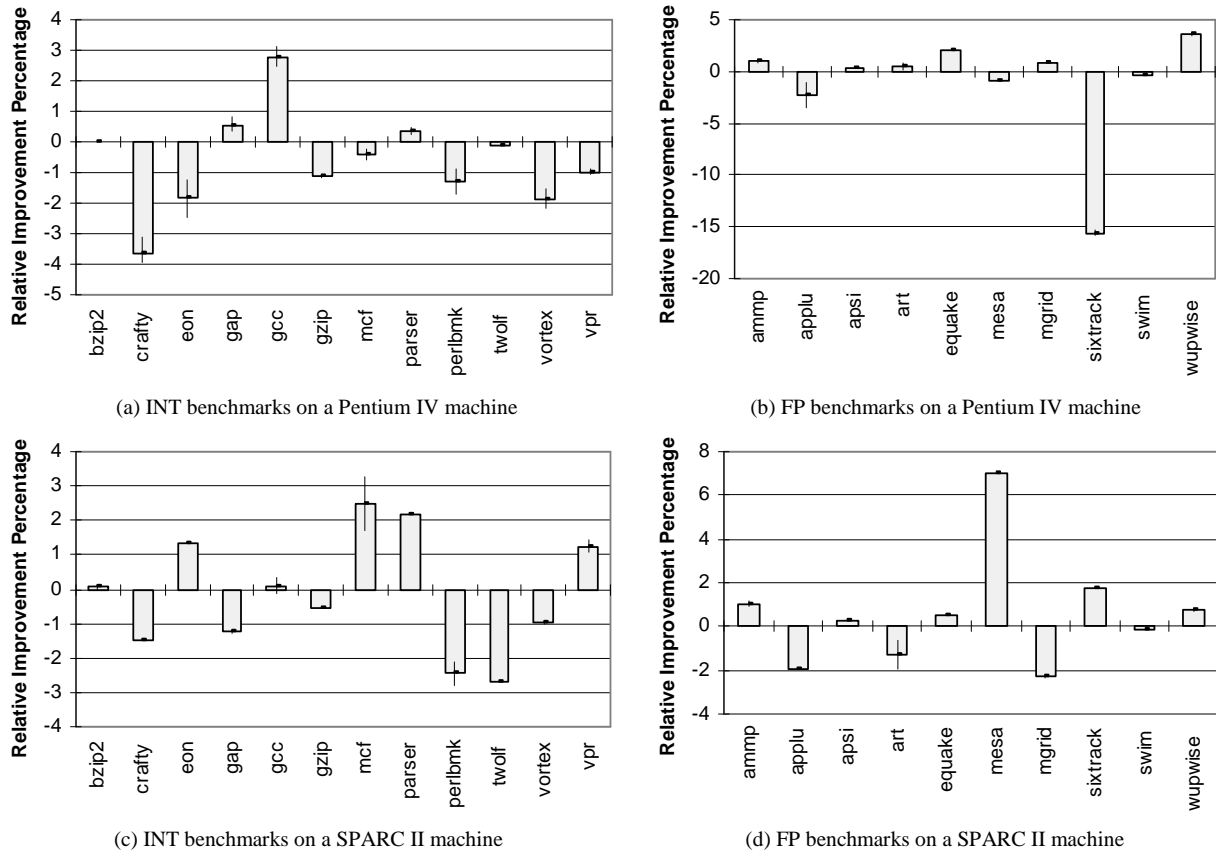 Relative Improvement Percentage
4
3
2
1
0
-1
-2
-3
-4
-5
bzip2
crafty
eon
gap
gcc
gzip
mcf
parser
perlbmk
twolf
vortex
vpr
(a) INT benchmarks on a Pentium IV machine
Relative Improvement Percentage
5
0
-5
-10
-15
-20
ammp
applu
apsi
art
equake
mesa
mgrid
sixtrack
swim
wupwise
(b) FP benchmarks on a Pentium IV machine
Relative Improvement Percentage
4
3
2
1
0
-1
-2
-3
-4
bzip2
crafty
eon
gap
gcc
gzip
mcf
parser
perlbmk
twolf
vortex
vpr
(c) INT benchmarks on a SPARC II machine
Relative Improvement Percentage
8
6
4
2
0
-2
-4
ammp
applu
apsi
art
equake
mesa
mgrid
sixtrack
swim
wupwise
(d) FP benchmarks on a SPARC II machine